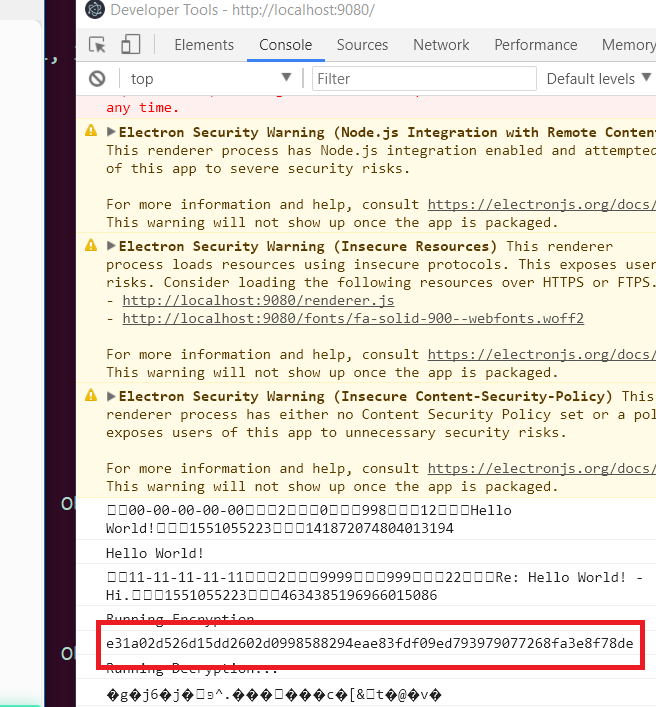 Developer Tools - http://localhost:9080/
Elements Console Sources Network Performance Memory
top ▼ Filter Default levels ▼
any time.
▶Electron Security Warning (Node.js Integration with Remote Conten
This renderer process has Node.js integration enabled and attempted
of this app to severe security risks.
For more information and help, consult https://electronjs.org/docs/
This warning will not show up once the app is packaged.
▶Electron Security Warning (Insecure Resources) This renderer
process loads resources using insecure protocols. This exposes user
risks. Consider loading the following resources over HTTPS or FTPS.
- http://localhost:9080/renderer.js
- http://localhost:9080/fonts/fa-solid-900--webfonts.woff2
For more information and help, consult https://electronjs.org/docs/
This warning will not show up once the app is packaged.
▶Electron Security Warning (Insecure Content-Security-Policy) This
renderer process has either no Content Security Policy set or a pol
exposes users of this app to unnecessary security risks.
For more information and help, consult https://electronjs.org/docs/
This warning will not show up once the app is packaged.
□□00-00-00-00-00□□□2□□□0□□□998□□□12□□□Hello
World!□□□1551055223□□□141872074804013194
Hello World!
□□11-11-11-11-11□□□2□□□9999□□□999□□□22□□□Re: Hello World! -
Hi.□□□1551055223□□□4634385196966015086
Running Encryption...
e31a02d526d15dd2602d0998588294eae83fdf09ed793979077268fa3e8f78de
Running Decryption...
�g�j6�j�□פ^.���□���c�[&□t�@�v�